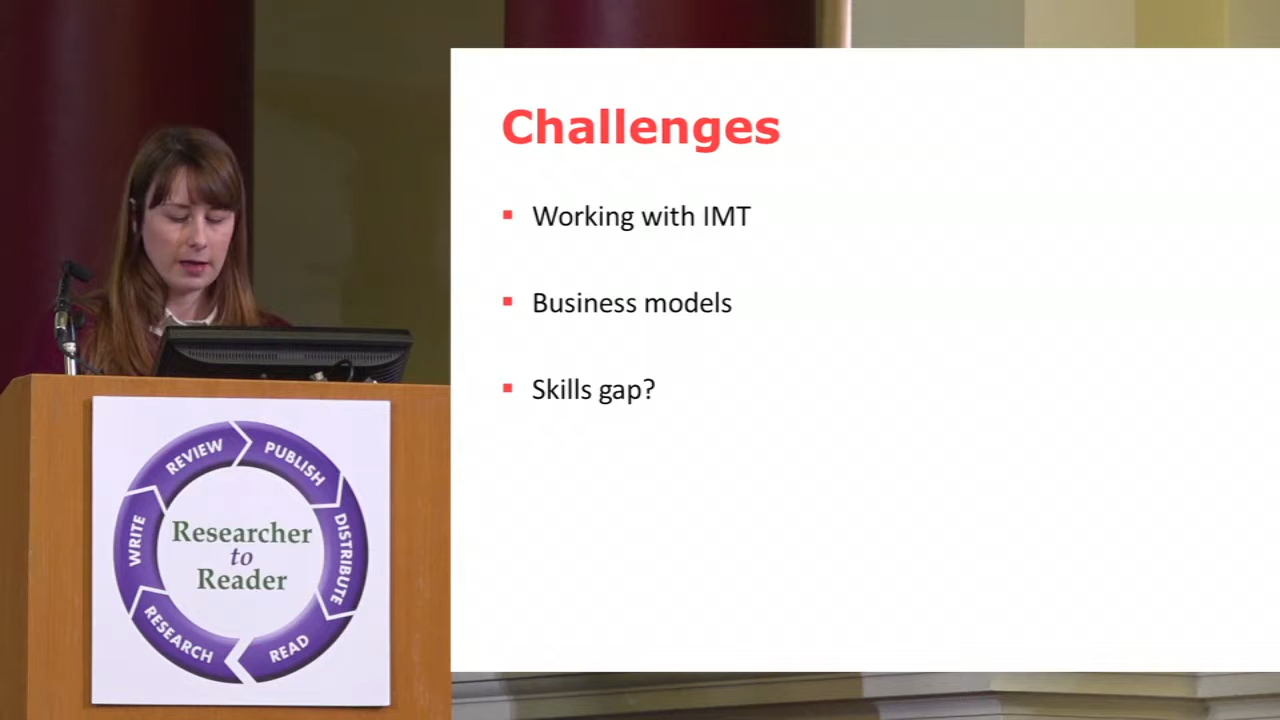 Challenges
Working with IMT
Business models
Skills gap?
REVIEW
PUBLISH
DISTRIBUTE
READ
RESEARCH
WRITE
Researcher
to
Reader